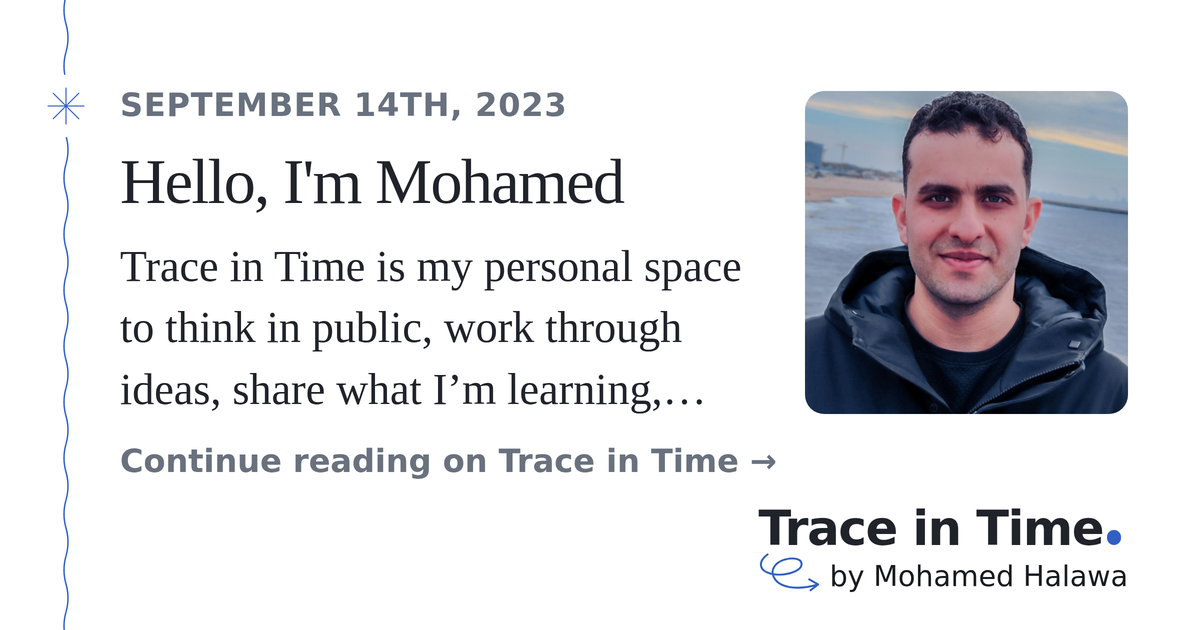 SEPTEMBER 14TH, 2023
Hello, I'm Mohamed
Trace in Time is my personal space
to think in public, work through
ideas, share what I’m learning,…
Continue reading on Trace in Time →
Trace in Time.
by Mohamed Halawa